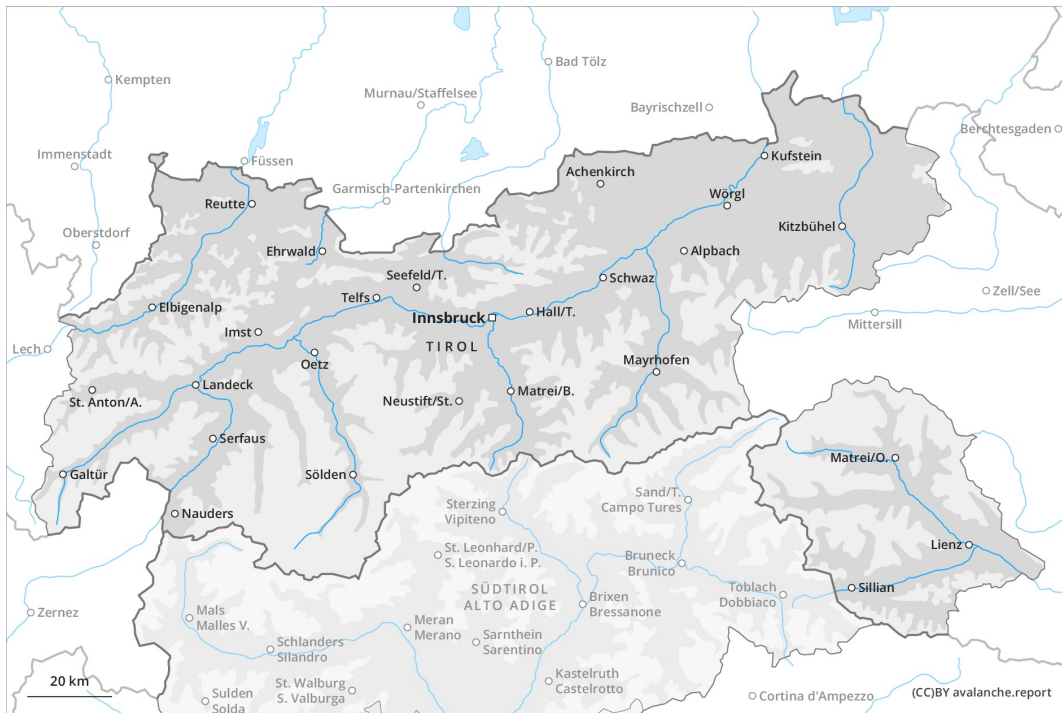 Kempten
Bad Tölz
Murnau/Staffelsee
Bayrischzell
Berchtesgaden
Immenstadt
Füssen
Kufstein
Achenkirch
Garmisch-Partenkirchen
Reutte
Wörgl
Oberstdorf
Kitzbühel
Ehrwald
Alpbach
Seefeld/T.
Schwaz
Zell/See
Telfs
Elbigenalp
Innsbruck
Hall/T.
Mittersill
Imst
TIROL
Lech
Oetz
Mayrhofen
Landeck
St. Anton/A.
Matrei/B.
Neustift/St.
Serfaus
Matrei/O.
Galtür
Sölden
Sand/T.
Campo Tures
Sterzing
Vipiteno
Nauders
Lienz
St. Leonhard/P.
S. Leonardo i. P.
Bruneck
Brunico
SÜDTIROL
ALTO ADIGE
Toblach
Dobbiaco
Sillian
Brixen
Bressanone
Zernez
Mals
Malles V.
Meran
Merano
Sarnthein
Sarentino
Schlanders
Silandro
Kastelruth
Castelrotto
20 km
St. Walburg
S. Valburga
Sulden
Solda
Cortina d'Ampezzo
(CC)BY avalanche.report